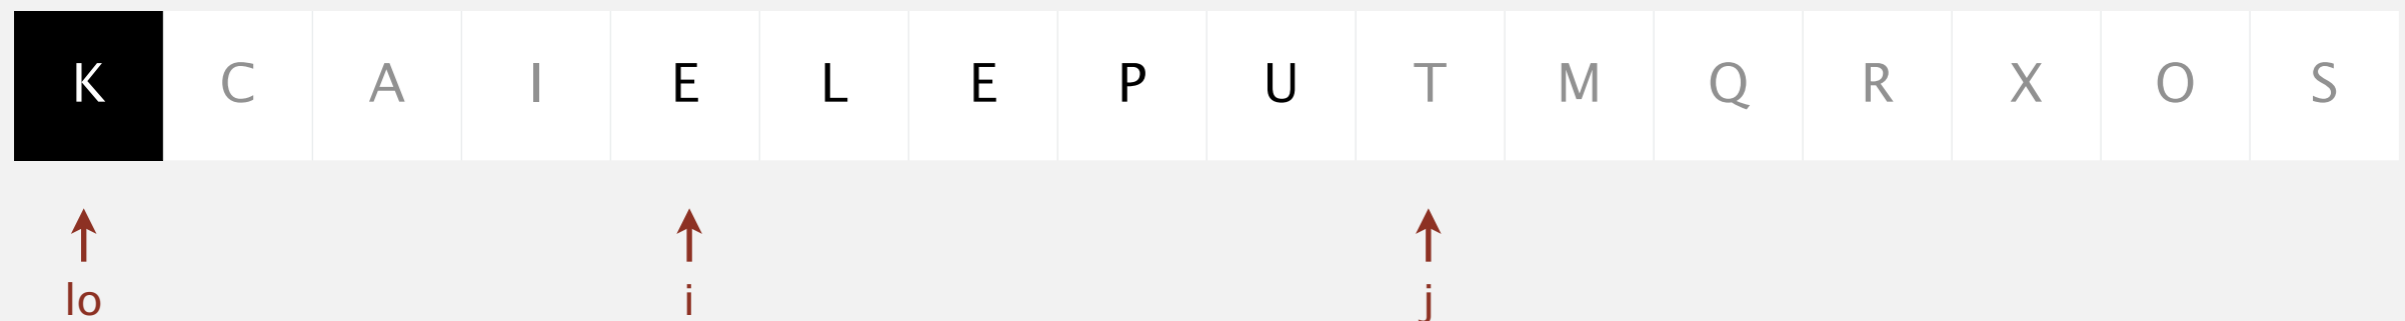 K C A I E L E P U T M Q R X O S
lo i j